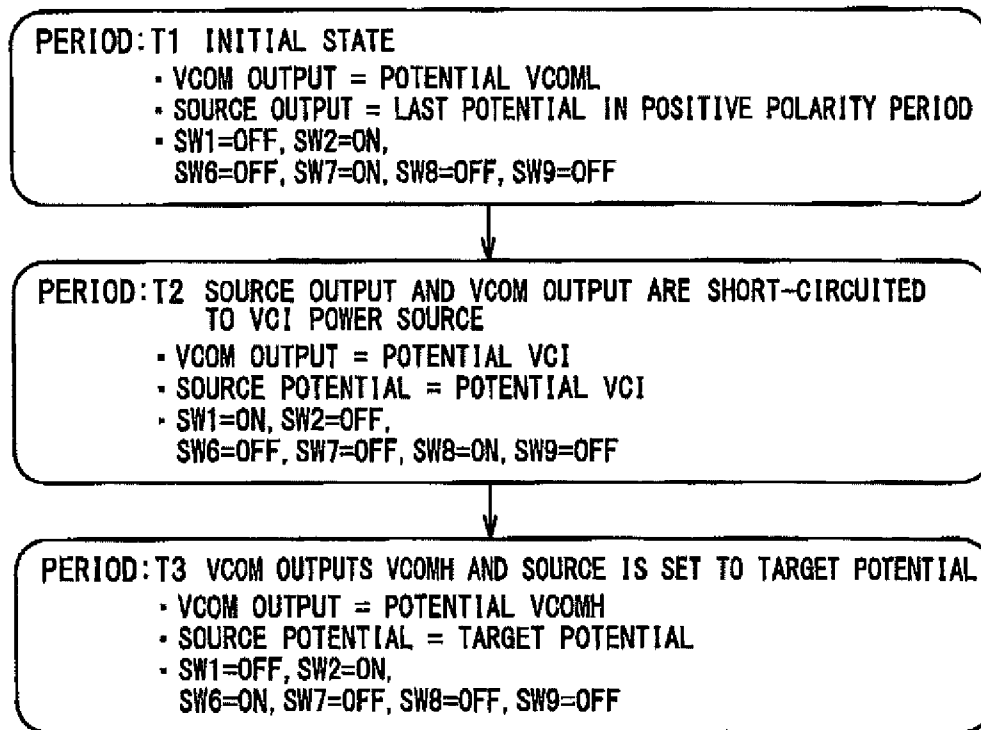 PERIOD:T1 INITIAL STATE
- VCOM OUTPUT = POTENTIAL VCOML
- SOURCE OUTPUT = LAST POTENTIAL IN POSITIVE POLARITY PERIOD
- SW1=OFF, SW2=ON,
SW6=OFF, SW7=ON, SW8=OFF, SW9=OFF
PERIOD:T2 SOURCE OUTPUT AND VCOM OUTPUT ARE SHORT-CIRCUITED
TO VCI POWER SOURCE
- VCOM OUTPUT = POTENTIAL VCI
- SOURCE POTENTIAL = POTENTIAL VCI
- SW1=ON, SW2=OFF,
SW6=OFF, SW7=OFF, SW8=ON, SW9=OFF
PERIOD:T3 VCOM OUTPUTS VCOMH AND SOURCE IS SET TO TARGET POTENTIAL
- VCOM OUTPUT = POTENTIAL VCOMH
- SOURCE POTENTIAL = TARGET POTENTIAL
- SW1=OFF, SW2=ON,
SW6=ON, SW7=OFF, SW8=OFF, SW9=OFF